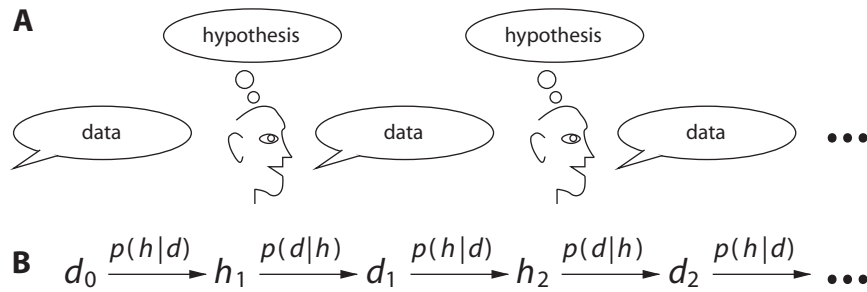 A
hypothesis
hypothesis
data
data
data
•••
B
d₀ p(h|d) h₁ p(d|h) d₁ p(h|d) h₂ p(d|h) d₂ p(h|d) •••